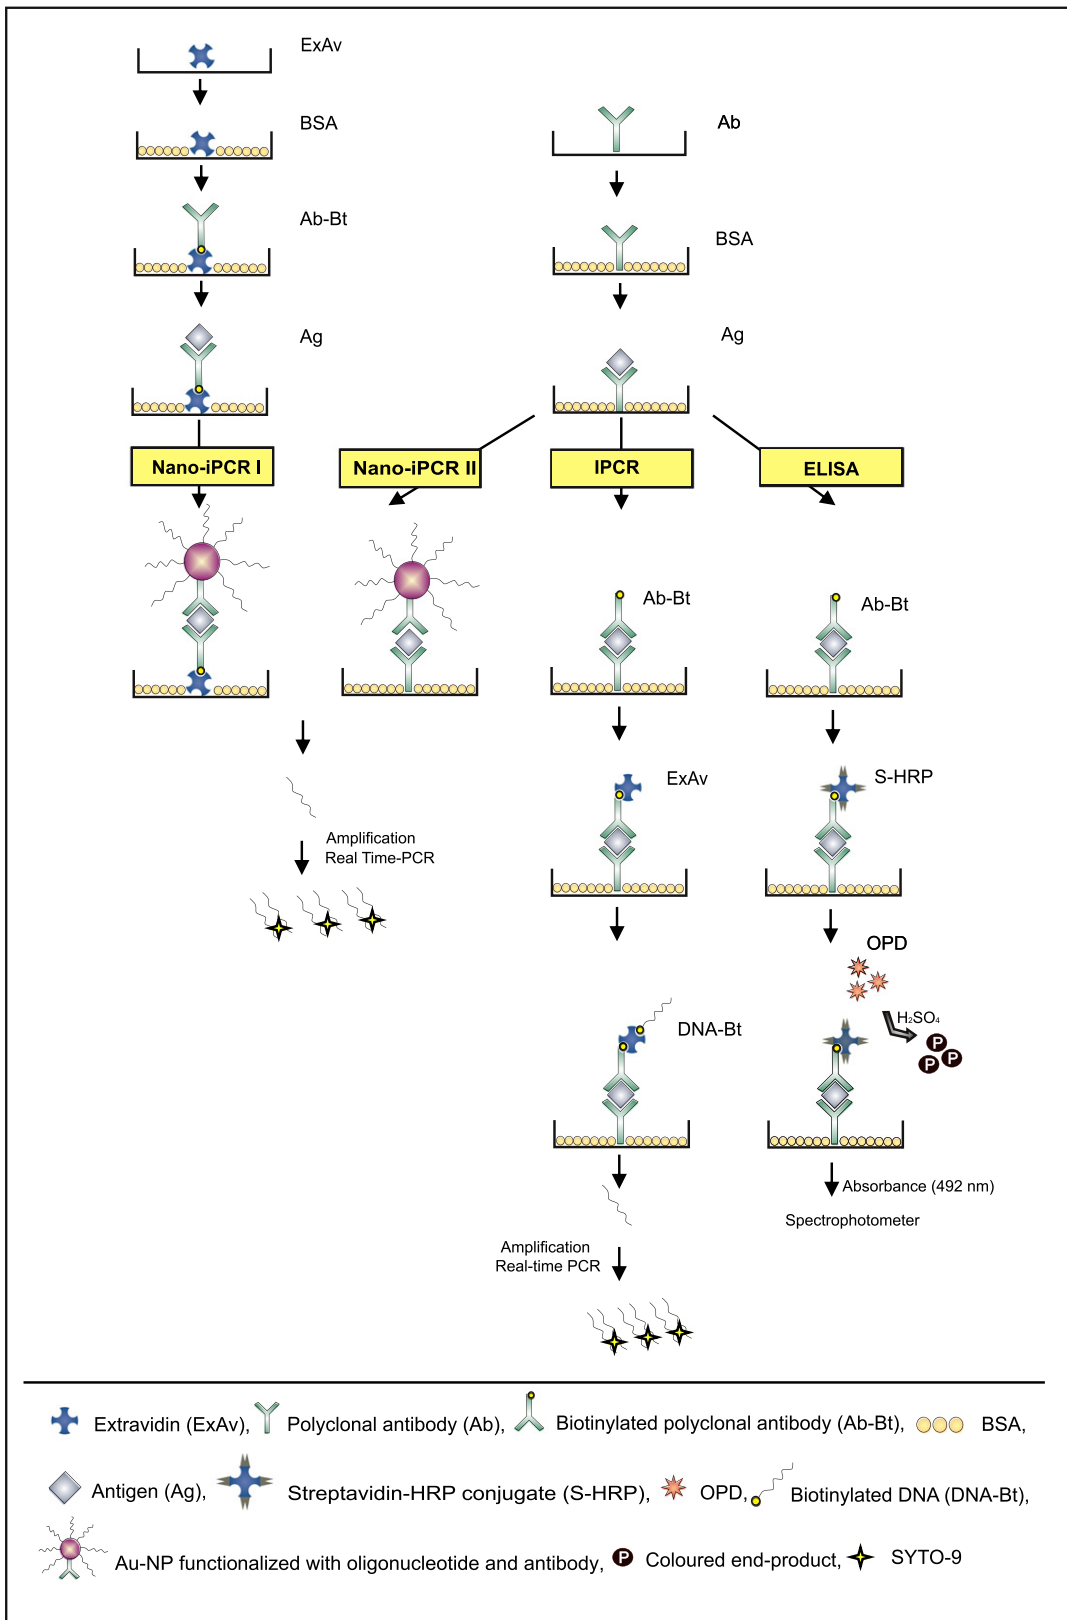 ExAv
BSA
Ab-Bt
Ag
Ab
BSA
Ag
Nano-iPCR I
Nano-iPCR II
IPCR
ELISA
Amplification
Real Time-PCR
Ab-Bt
ExAv
DNA-Bt
Amplification
Real-time PCR
Ab-Bt
S-HRP
OPD
H₂SO₄
P
P
P
Absorbance (492 nm)
Spectrophotometer
Extravidin (ExAv), Polyclonal antibody (Ab), Biotinylated polyclonal antibody (Ab-Bt), BSA,
Antigen (Ag), Streptavidin-HRP conjugate (S-HRP), OPD, Biotinylated DNA (DNA-Bt),
Au-NP functionalized with oligonucleotide and antibody, P Coloured end-product, SYTO-9